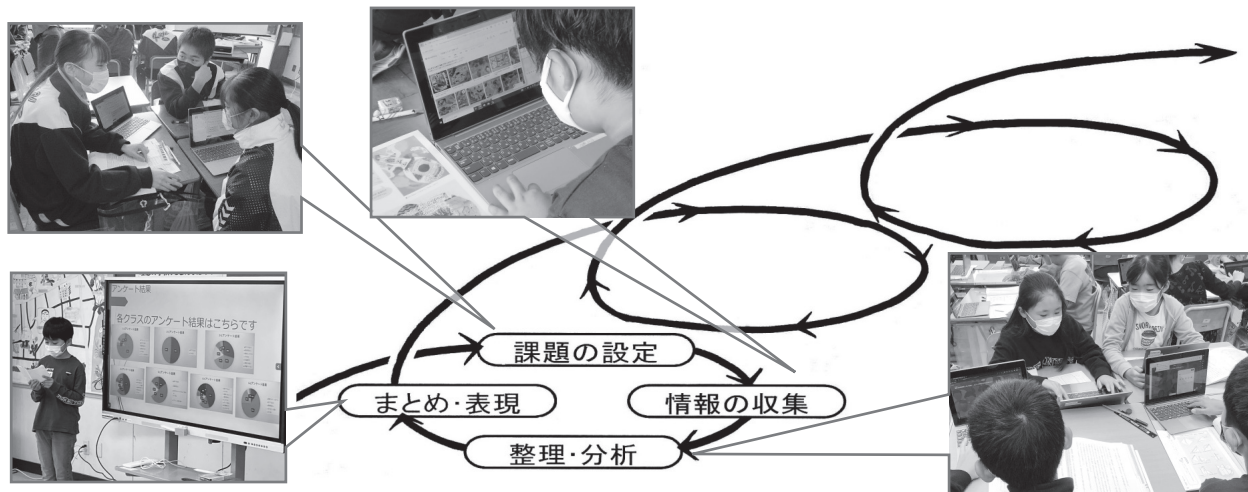 アンケート結果
各クラスのアンケート結果はこちらです
課題の設定
まとめ・表現
情報の収集
整理・分析